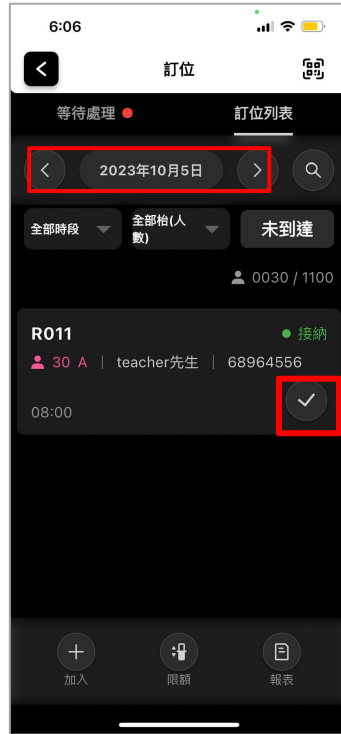 6:06
訂位
等待處理
訂位列表
2023年10月5日
全部時段
全部枱(人
數)
未到達
0030 / 1100
R011
接納
30 A | teacher先生 | 68964556
08:00
加入
限額
報表